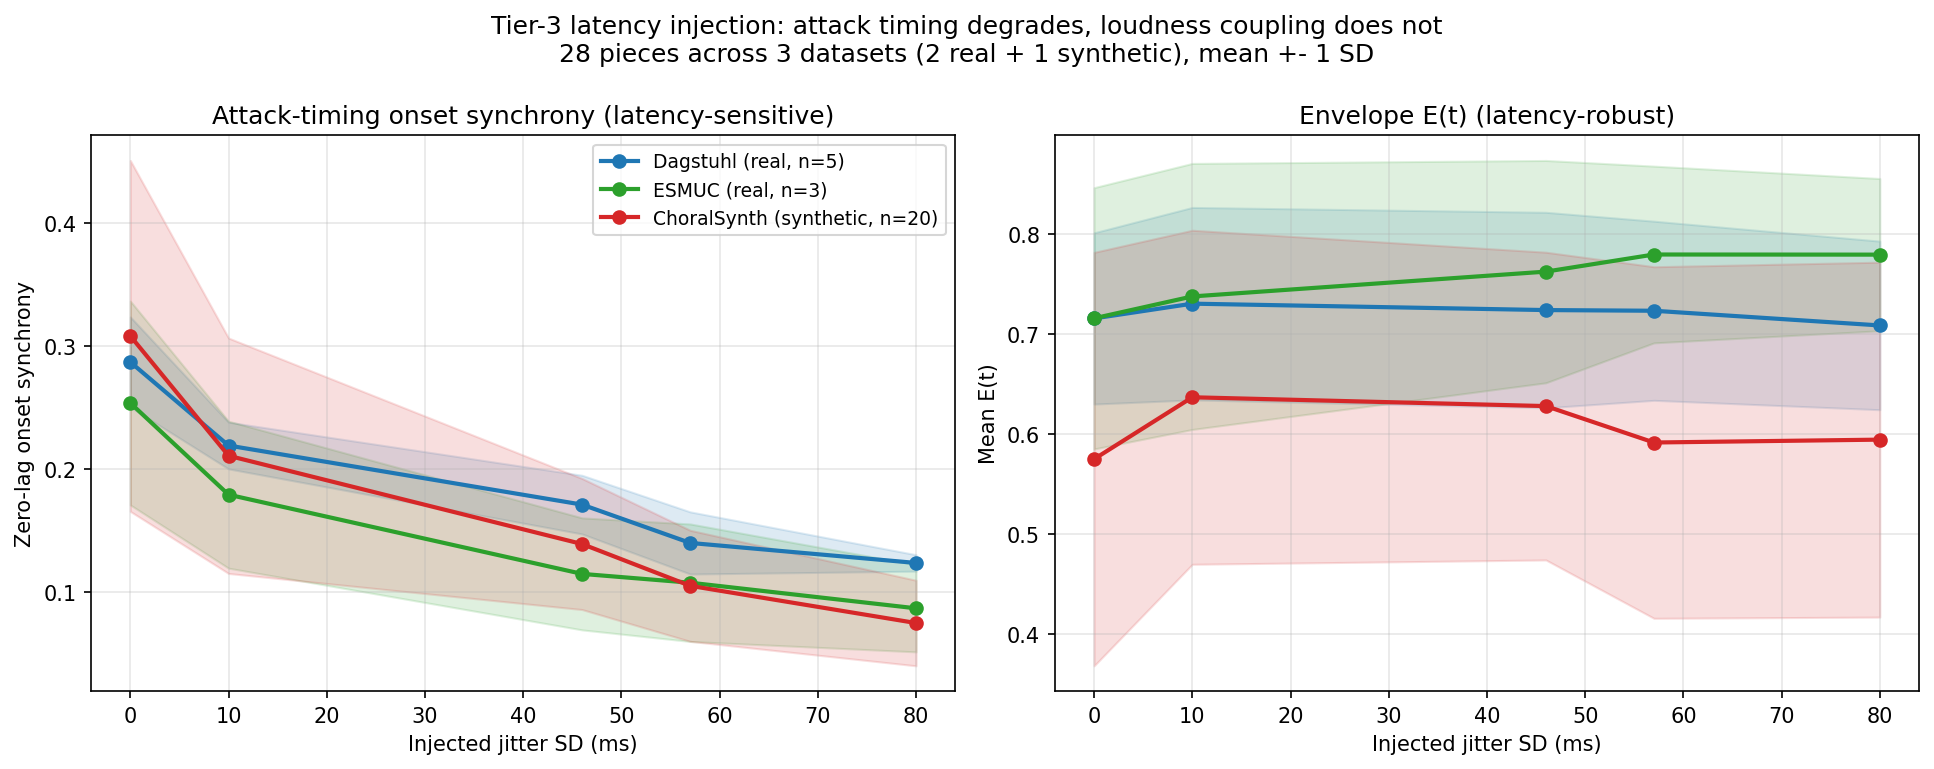 Tier-3 latency injection: attack timing degrades, loudness coupling does not
28 pieces across 3 datasets (2 real + 1 synthetic), mean +- 1 SD
Attack-timing onset synchrony (latency-sensitive)
Zero-lag onset synchrony
0.4
0.3
0.2
0.1
Dagstuhl (real, n=5)
ESMUC (real, n=3)
ChoralSynth (synthetic, n=20)
0 10 20 30 40 50 60 70 80
Injected jitter SD (ms)
Envelope E(t) (latency-robust)
Mean E(t)
0.8
0.7
0.6
0.5
0.4
0 10 20 30 40 50 60 70 80
Injected jitter SD (ms)